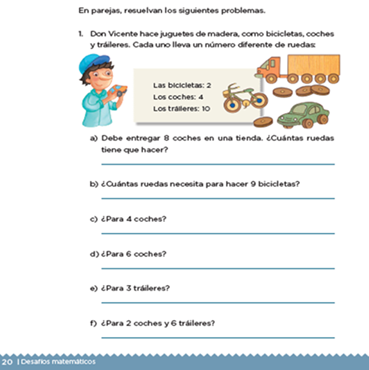 En parejas, resuelvan los siguientes problemas.
1. Don Vicente hace juguetes de madera, como bicicletas, coches
y tráileres. Cada uno lleva un número diferente de ruedas:
Las bicicletas: 2
Los coches: 4
Los tráileres: 10
a) Debe entregar 8 coches en una tienda. ¿Cuántas ruedas
tiene que hacer?
b) ¿Cuántas ruedas necesita para hacer 9 bicicletas?
c) ¿Para 4 coches?
d) ¿Para 6 coches?
e) ¿Para 3 tráileres?
f) ¿Para 2 coches y 6 tráileres?
20 | Desafíos matemáticos